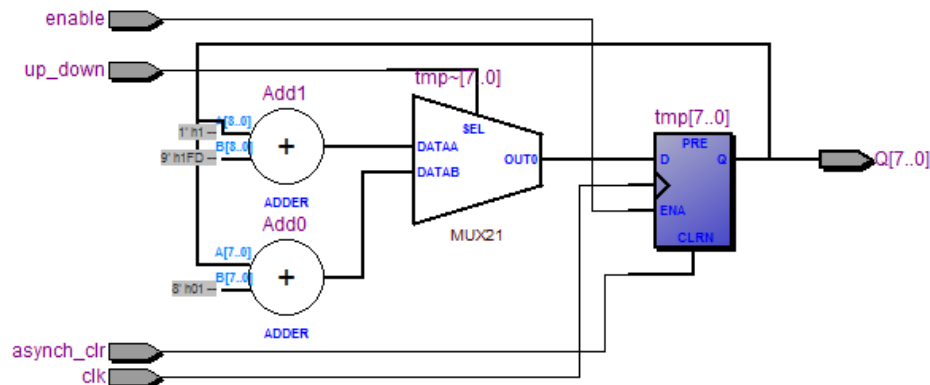 enable
up_down
tmp~[7..0]
Add1
A[8..0]
1' h1
B[8..0]
9' h1FD
+
ADDER
SEL
DATAA
DATAB
OUT0
MUX21
tmp[7..0]
PRE
D
Q
ENA
CLRN
Q[7..0]
Add0
A[7..0]
B[7..0]
8' h01
+
ADDER
asynch_clr
clk